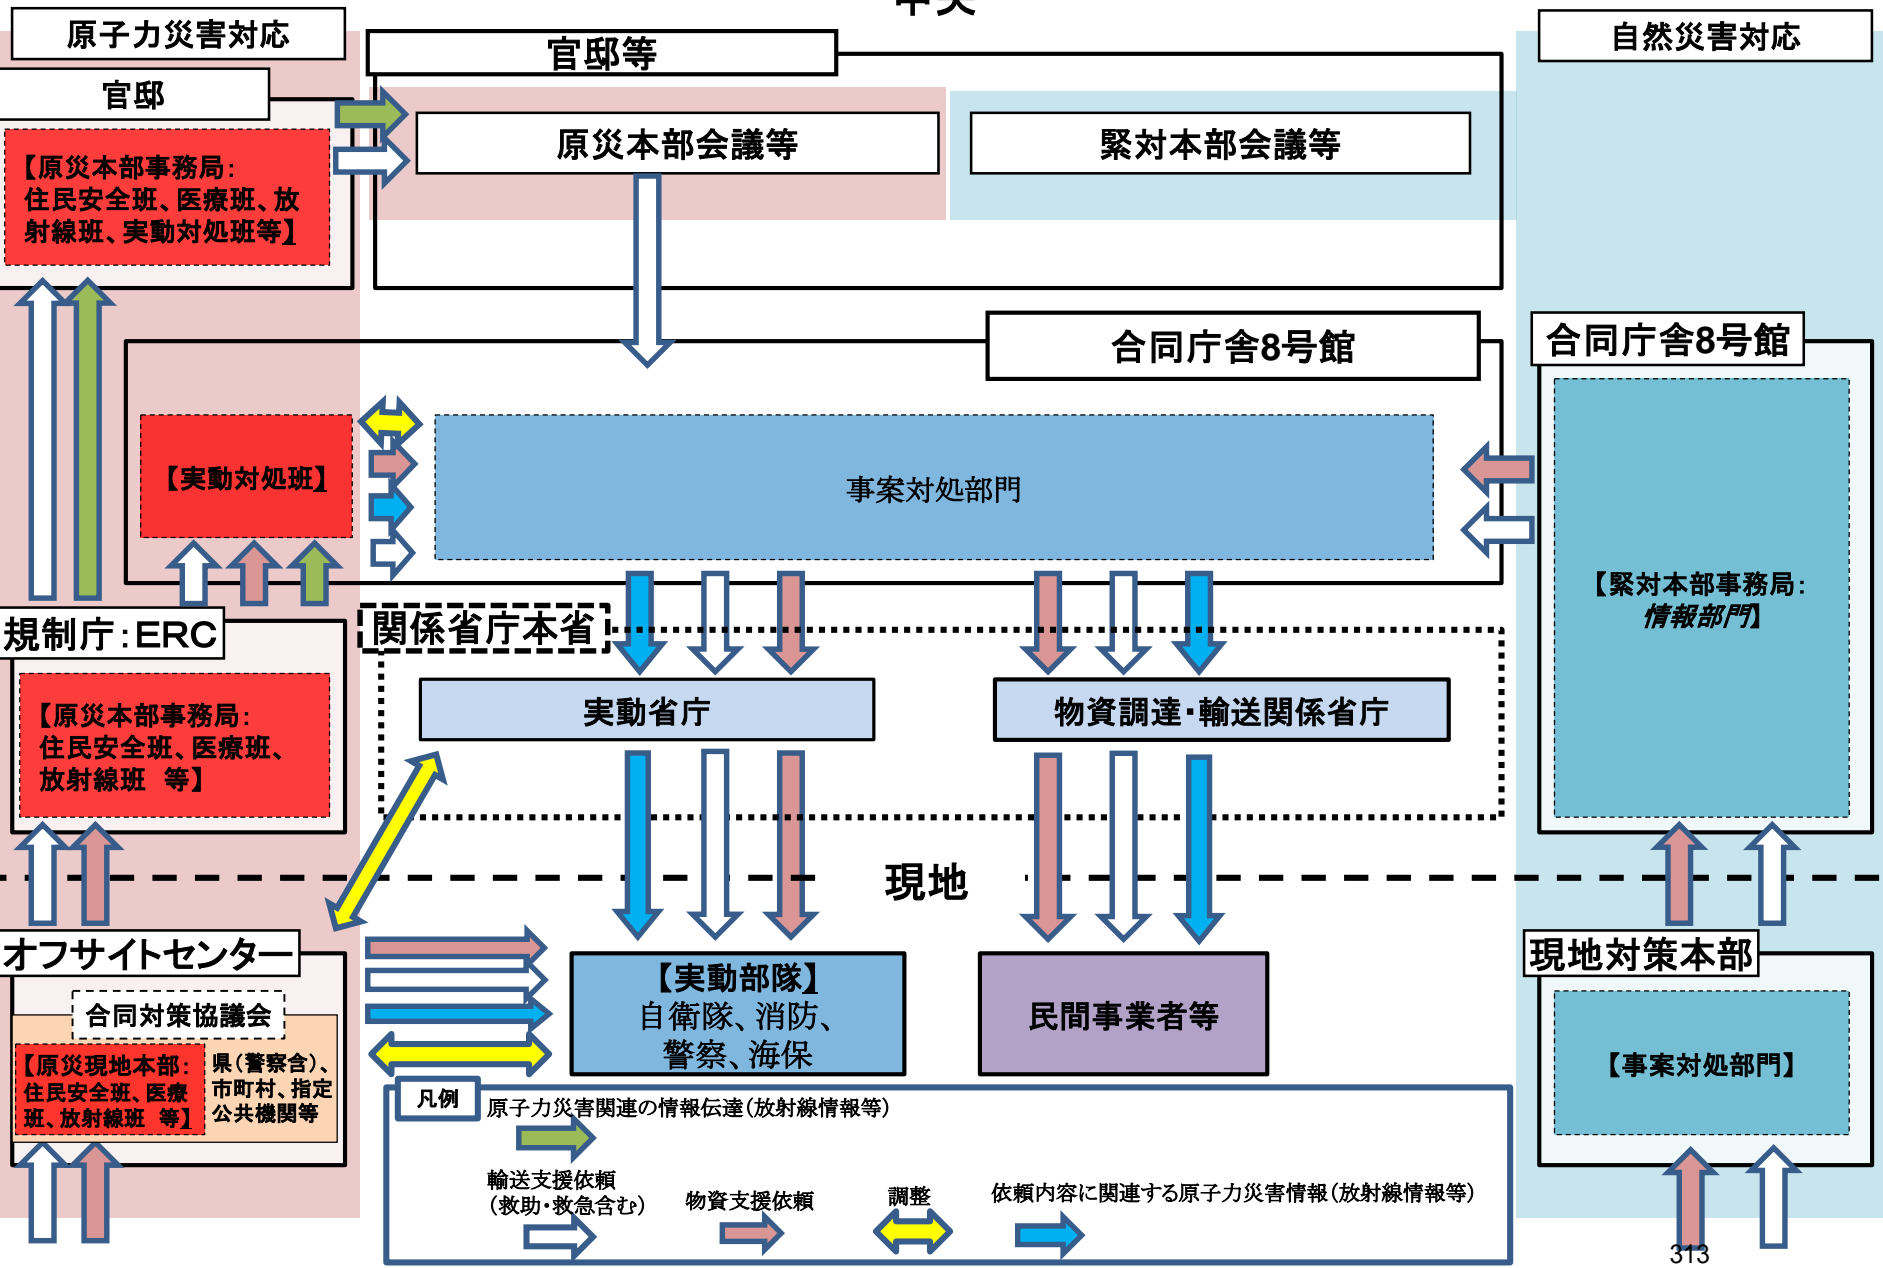 中央
原子力災害対応
官邸
【原災本部事務局：
住民安全班、医療班、放
射線班、実動対処班等】
官邸等
原災本部会議等
緊対本部会議等
自然災害対応
合同庁舎8号館
【実動対処班】
事案対処部門
合同庁舎8号館
【緊対本部事務局：
情報部門】
規制庁：ERC
【原災本部事務局：
住民安全班、医療班、
放射線班　等】
関係省庁本省
実動省庁
物資調達・輸送関係省庁
現地
オフサイトセンター
合同対策協議会
【原災現地本部：
住民安全班、医療
班、放射線班　等】
県（警察含）、
市町村、指定
公共機関等
【実動部隊】
自衛隊、消防、
警察、海保
民間事業者等
現地対策本部
【事案対処部門】
凡例
原子力災害関連の情報伝達（放射線情報等）
輸送支援依頼
（救助・救急含む）
物資支援依頼
調整
依頼内容に関連する原子力災害情報（放射線情報等）
313